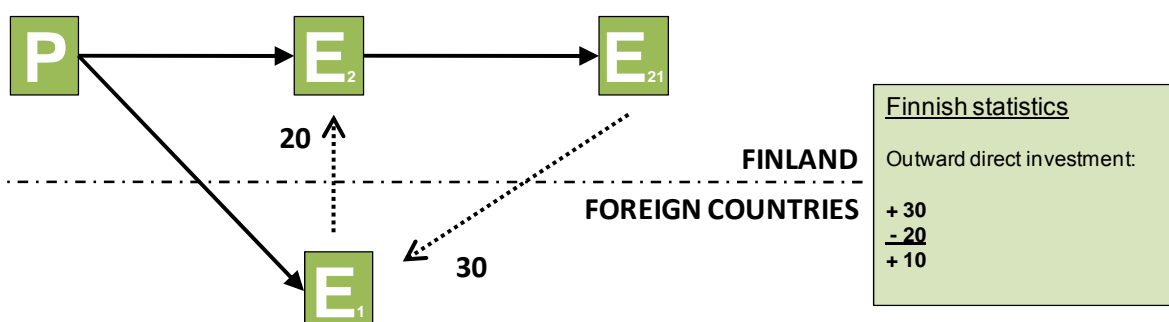 P
E2
E21
20
FINLAND
FOREIGN COUNTRIES
30
E1
Finnish statistics
Outward direct investment:
+ 30
- 20
+ 10